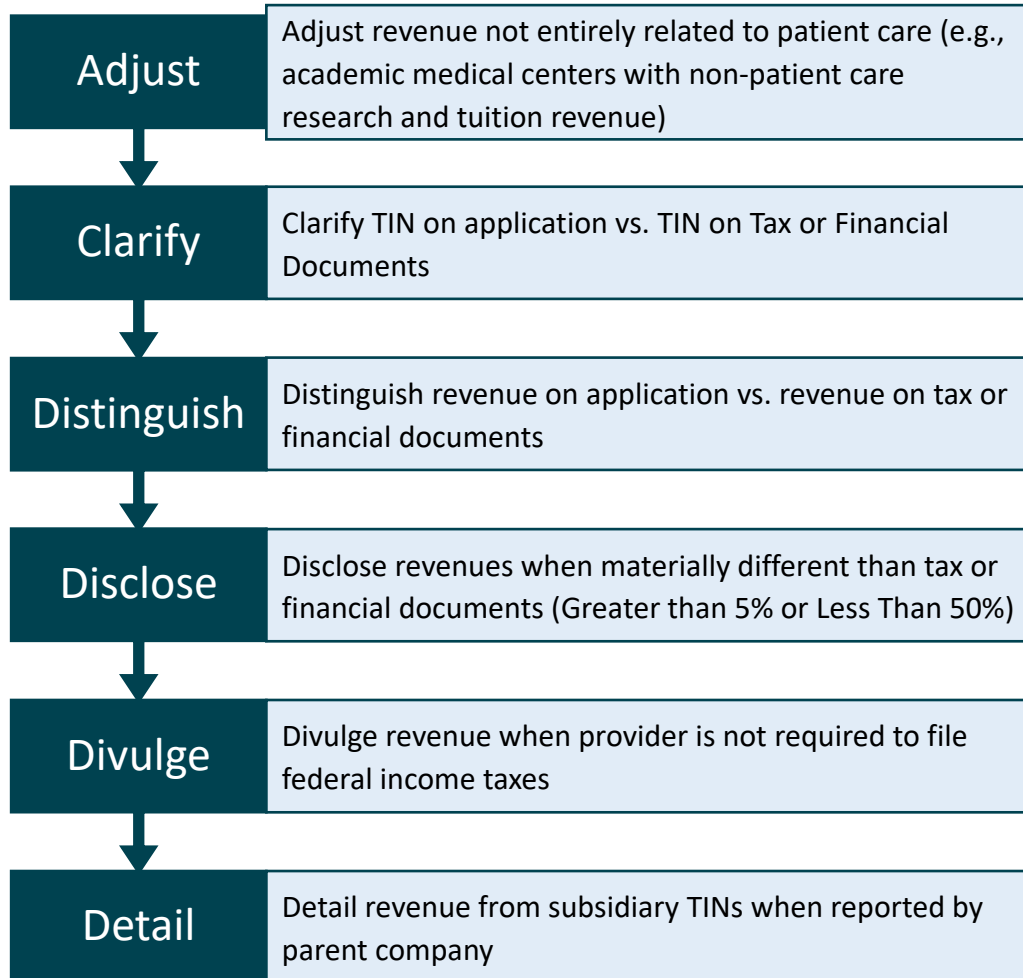 Adjust
Adjust revenue not entirely related to patient care (e.g.,
academic medical centers with non-patient care
research and tuition revenue)
Clarify
Clarify TIN on application vs. TIN on Tax or Financial
Documents
Distinguish
Distinguish revenue on application vs. revenue on tax or
financial documents
Disclose
Disclose revenues when materially different than tax or
financial documents (Greater than 5% or Less Than 50%)
Divulge
Divulge revenue when provider is not required to file
federal income taxes
Detail
Detail revenue from subsidiary TINs when reported by
parent company